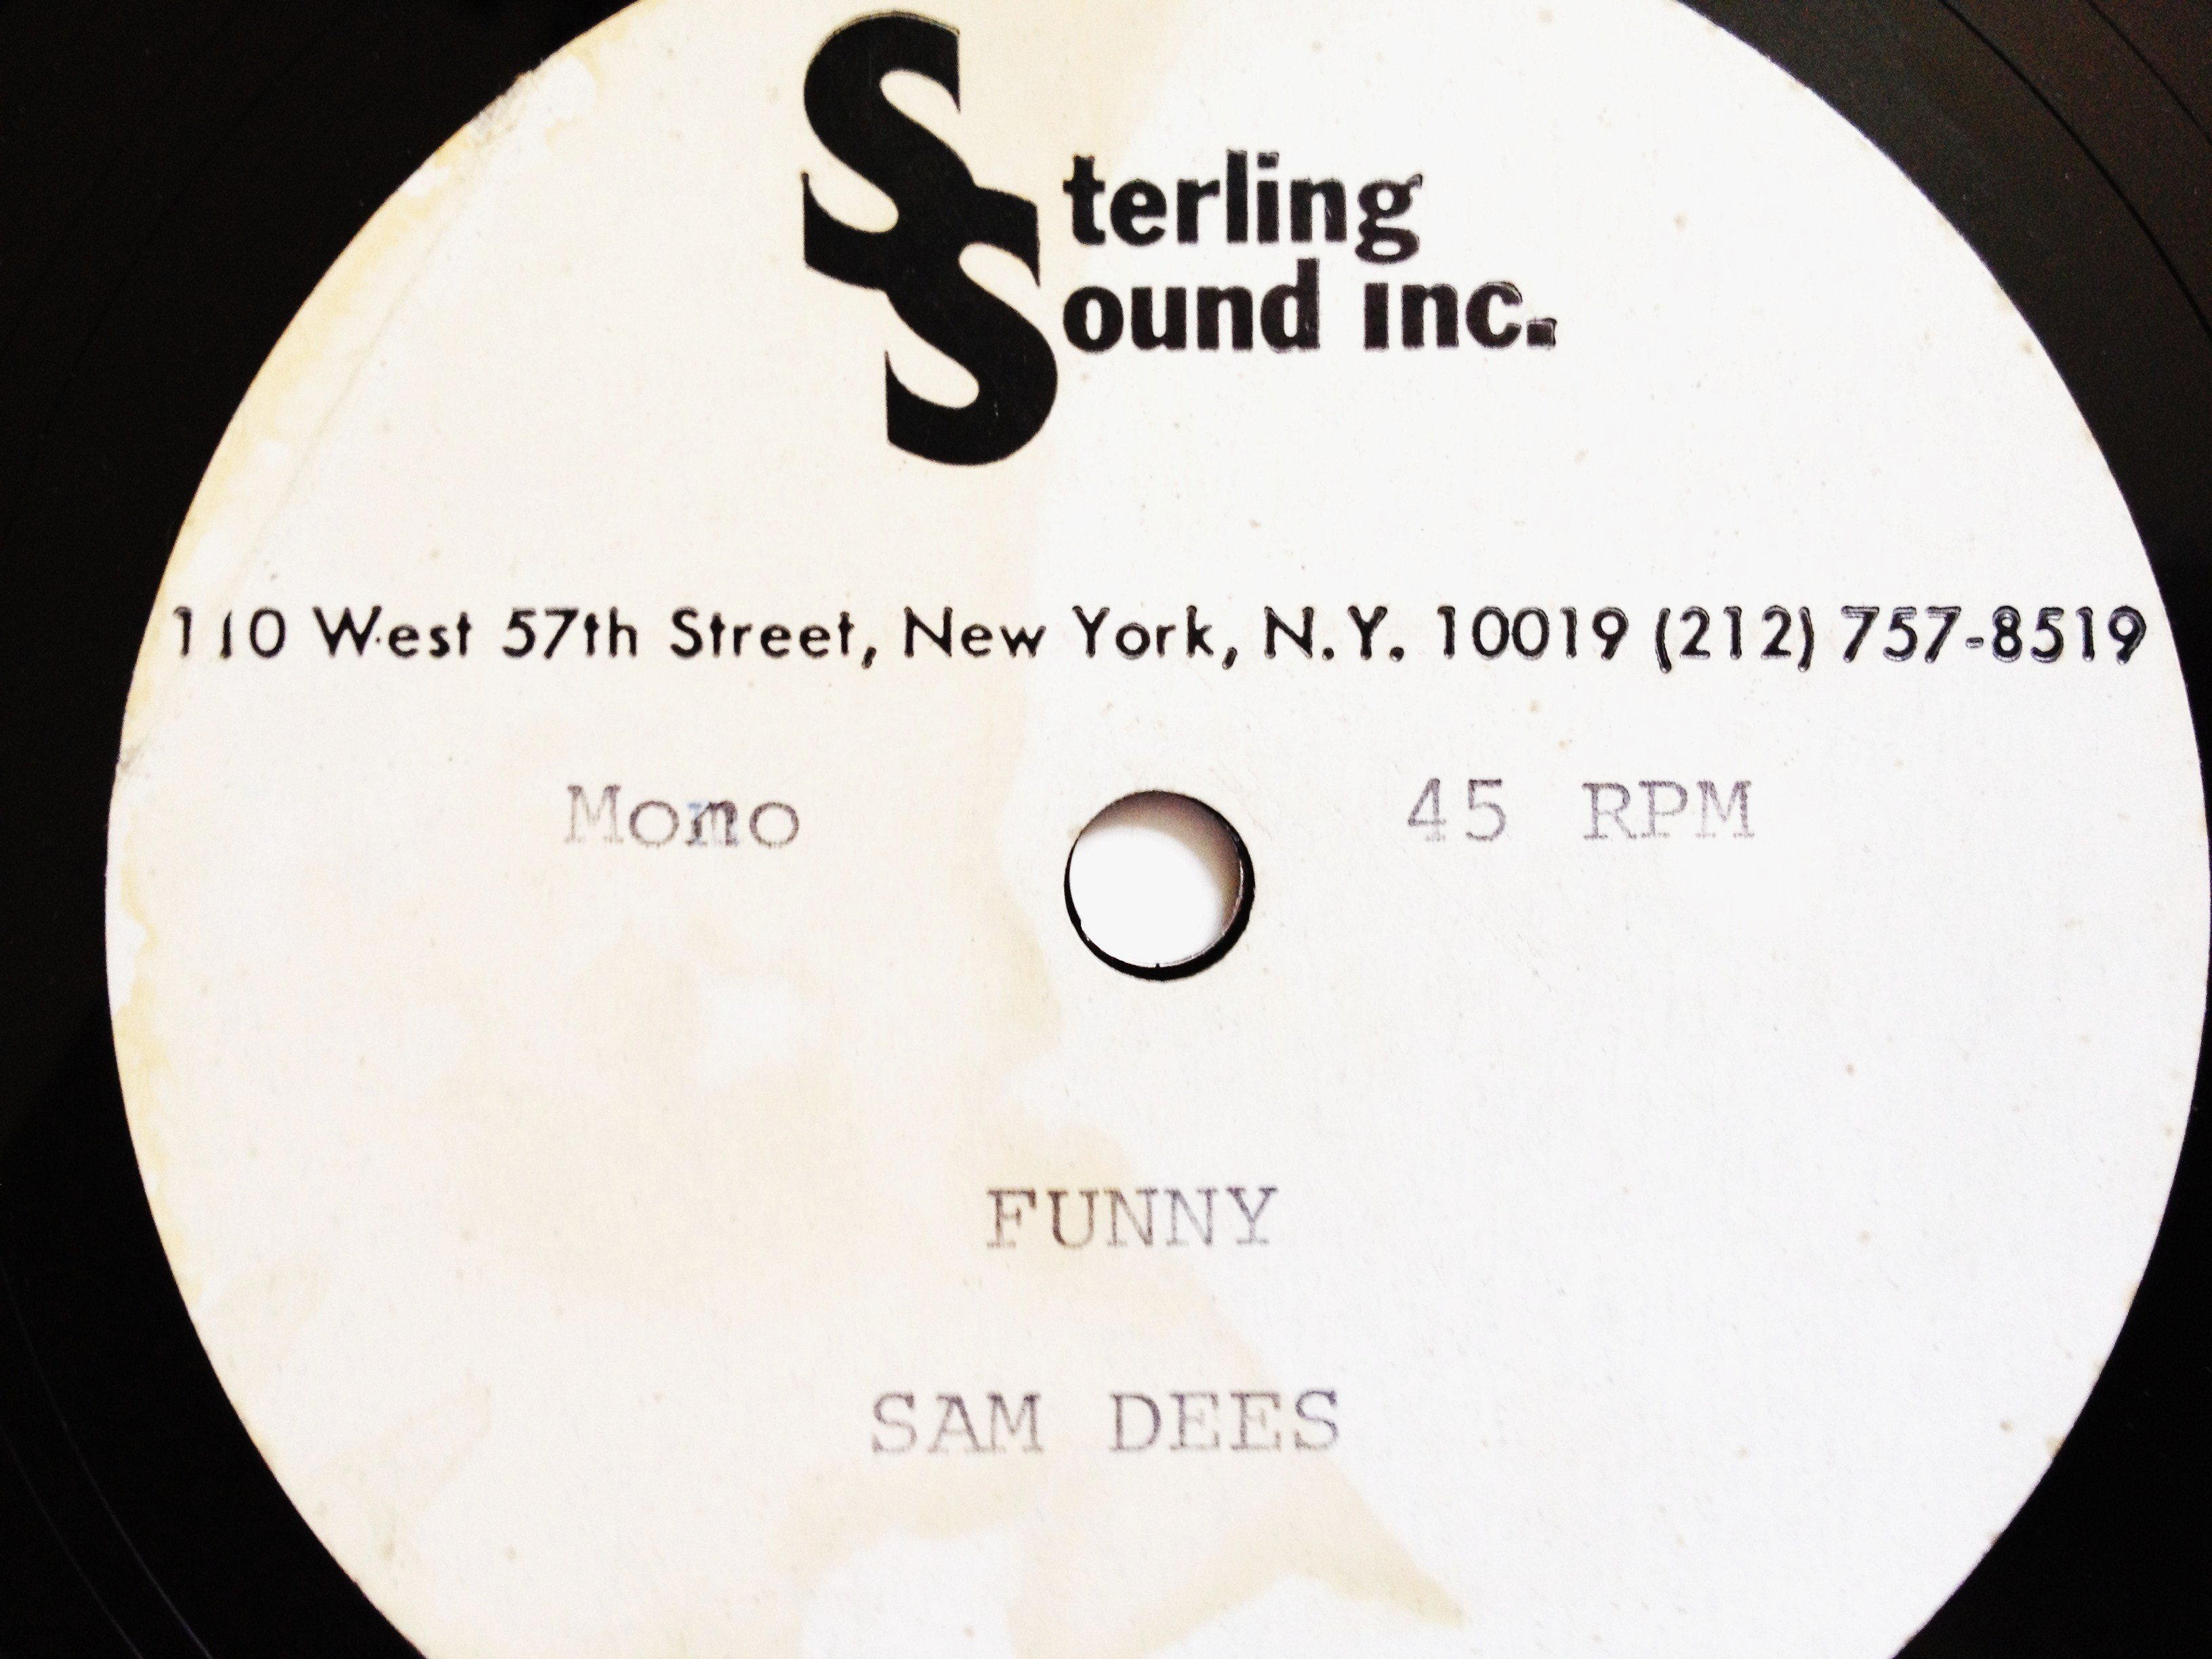 Sterling
Sound inc.
110 West 57th Street, New York, N.Y. 10019 (212) 757-8519
Mono 45 RPM
FUNNY
SAM DEES